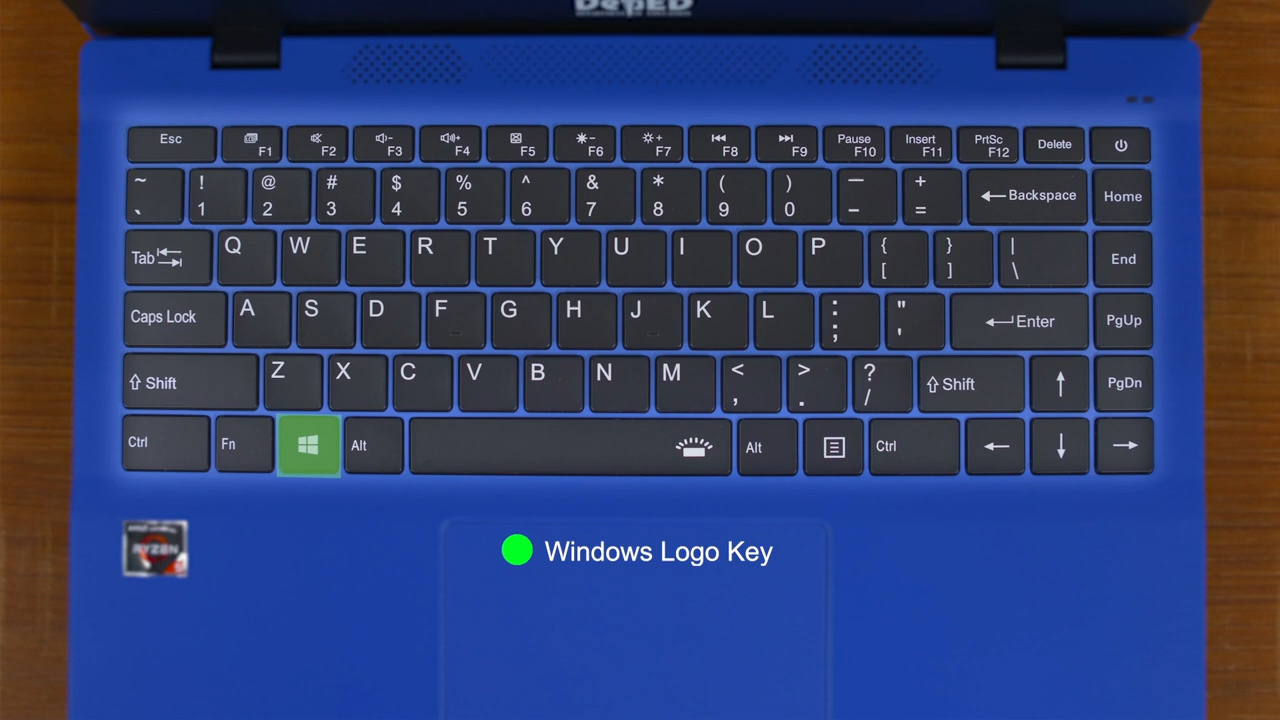 DepED
Esc F1 F2 F3 F4 F5 F6 F7 F8 F9 Pause F10 Insert F11 PrtSc F12 Delete
~ ` ! 1 @ 2 # 3 $ 4 % 5 ^ 6 & 7 * 8 ( 9 ) 0 — - + = Backspace Home
Tab Q W E R T Y U I O P { [ } ] | \ End
Caps Lock A S D F G H J K L : ; " ' Enter PgUp
Shift Z X C V B N M < , > . ? / Shift PgDn
Ctrl Fn Alt Alt Ctrl
RYZEN
Windows Logo Key